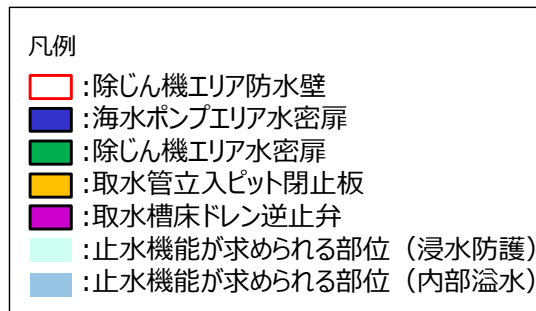 凡例
:除じん機エリア防水壁
:海水ポンプエリア水密扉
:除じん機エリア水密扉
:取水管立入ピット閉止板
:取水槽床ドレン逆止弁
:止水機能が求められる部位（浸水防護）
:止水機能が求められる部位（内部溢水）